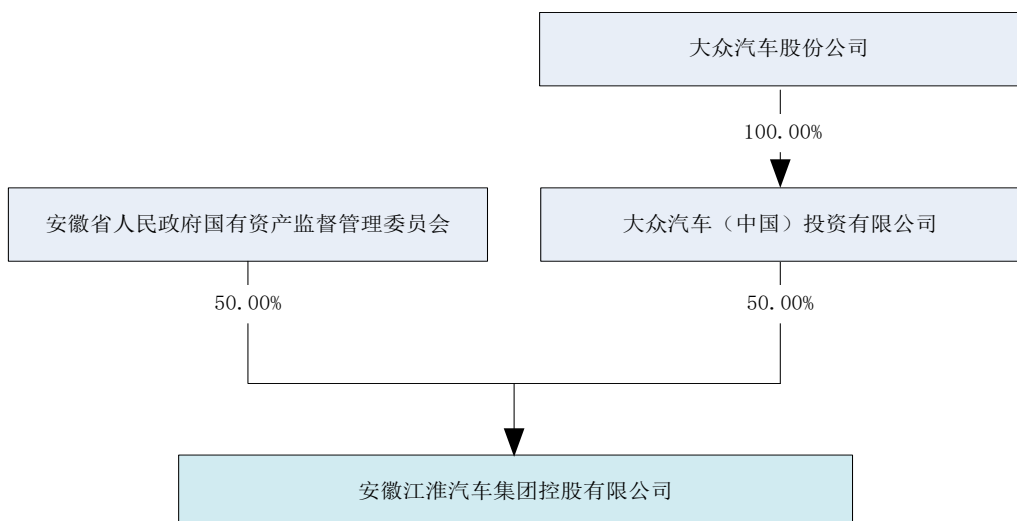 大众汽车股份公司
100.00%
安徽省人民政府国有资产监督管理委员会
大众汽车（中国）投资有限公司
50.00%
50.00%
安徽江淮汽车集团控股有限公司